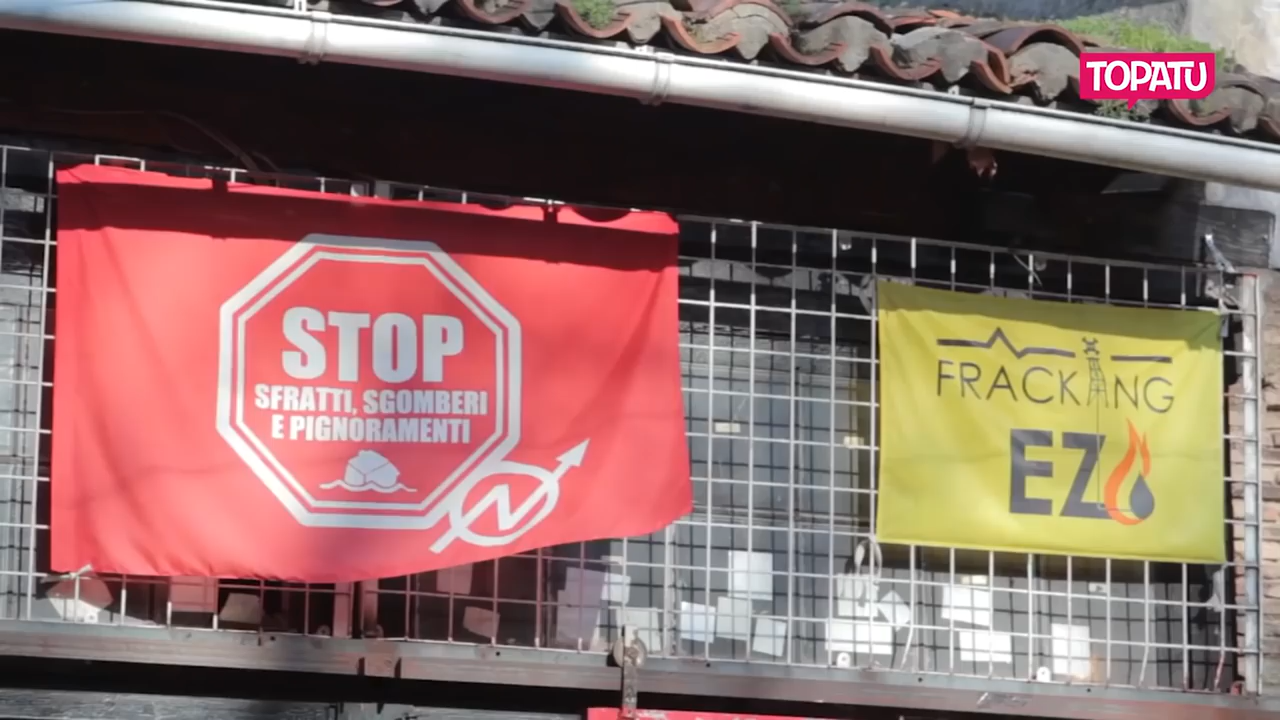 TOPATU
STOP
SFRATTI, SGOMBERI
E PIGNORAMENTI
FRACKING
EZ